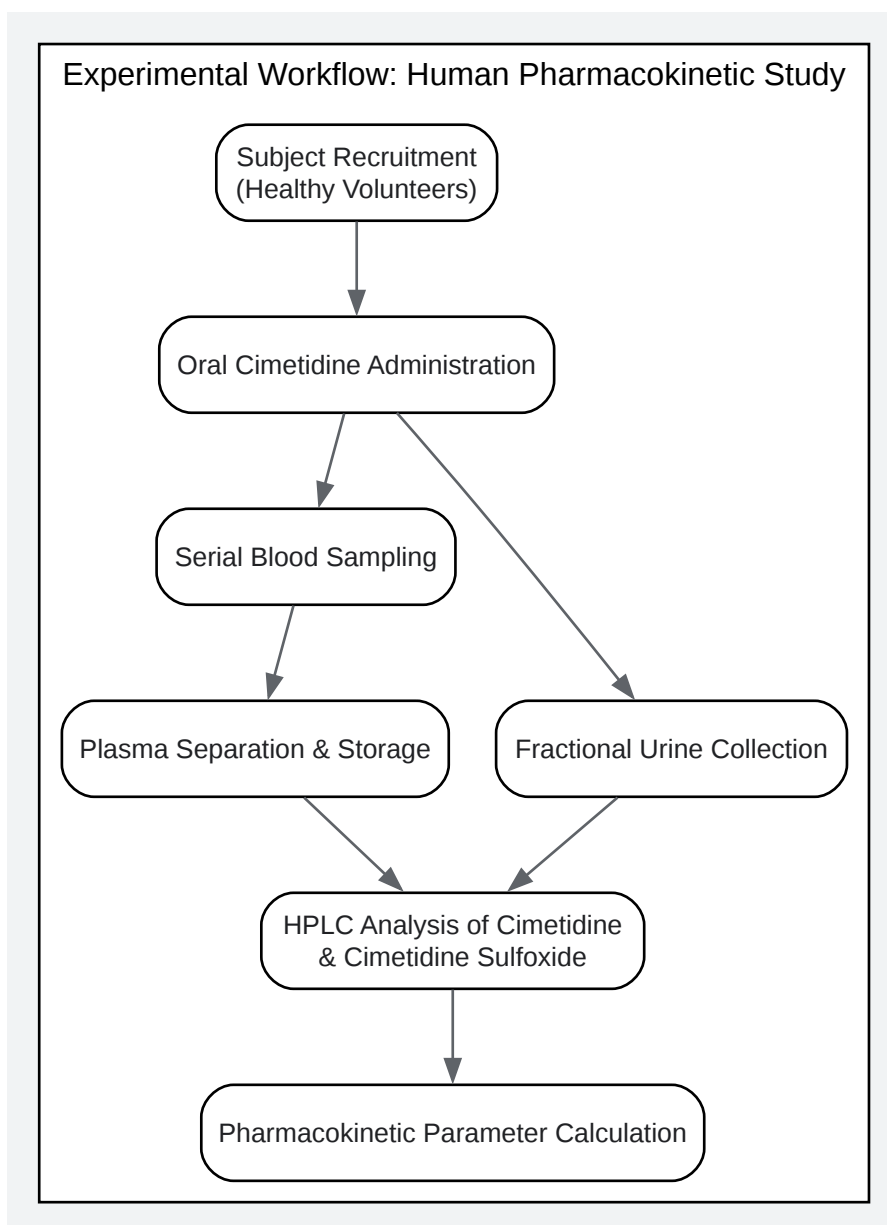 Experimental Workflow: Human Pharmacokinetic Study
Subject Recruitment
(Healthy Volunteers)
Oral Cimetidine Administration
Serial Blood Sampling
Plasma Separation & Storage
Fractional Urine Collection
HPLC Analysis of Cimetidine
& Cimetidine Sulfoxide
Pharmacokinetic Parameter Calculation